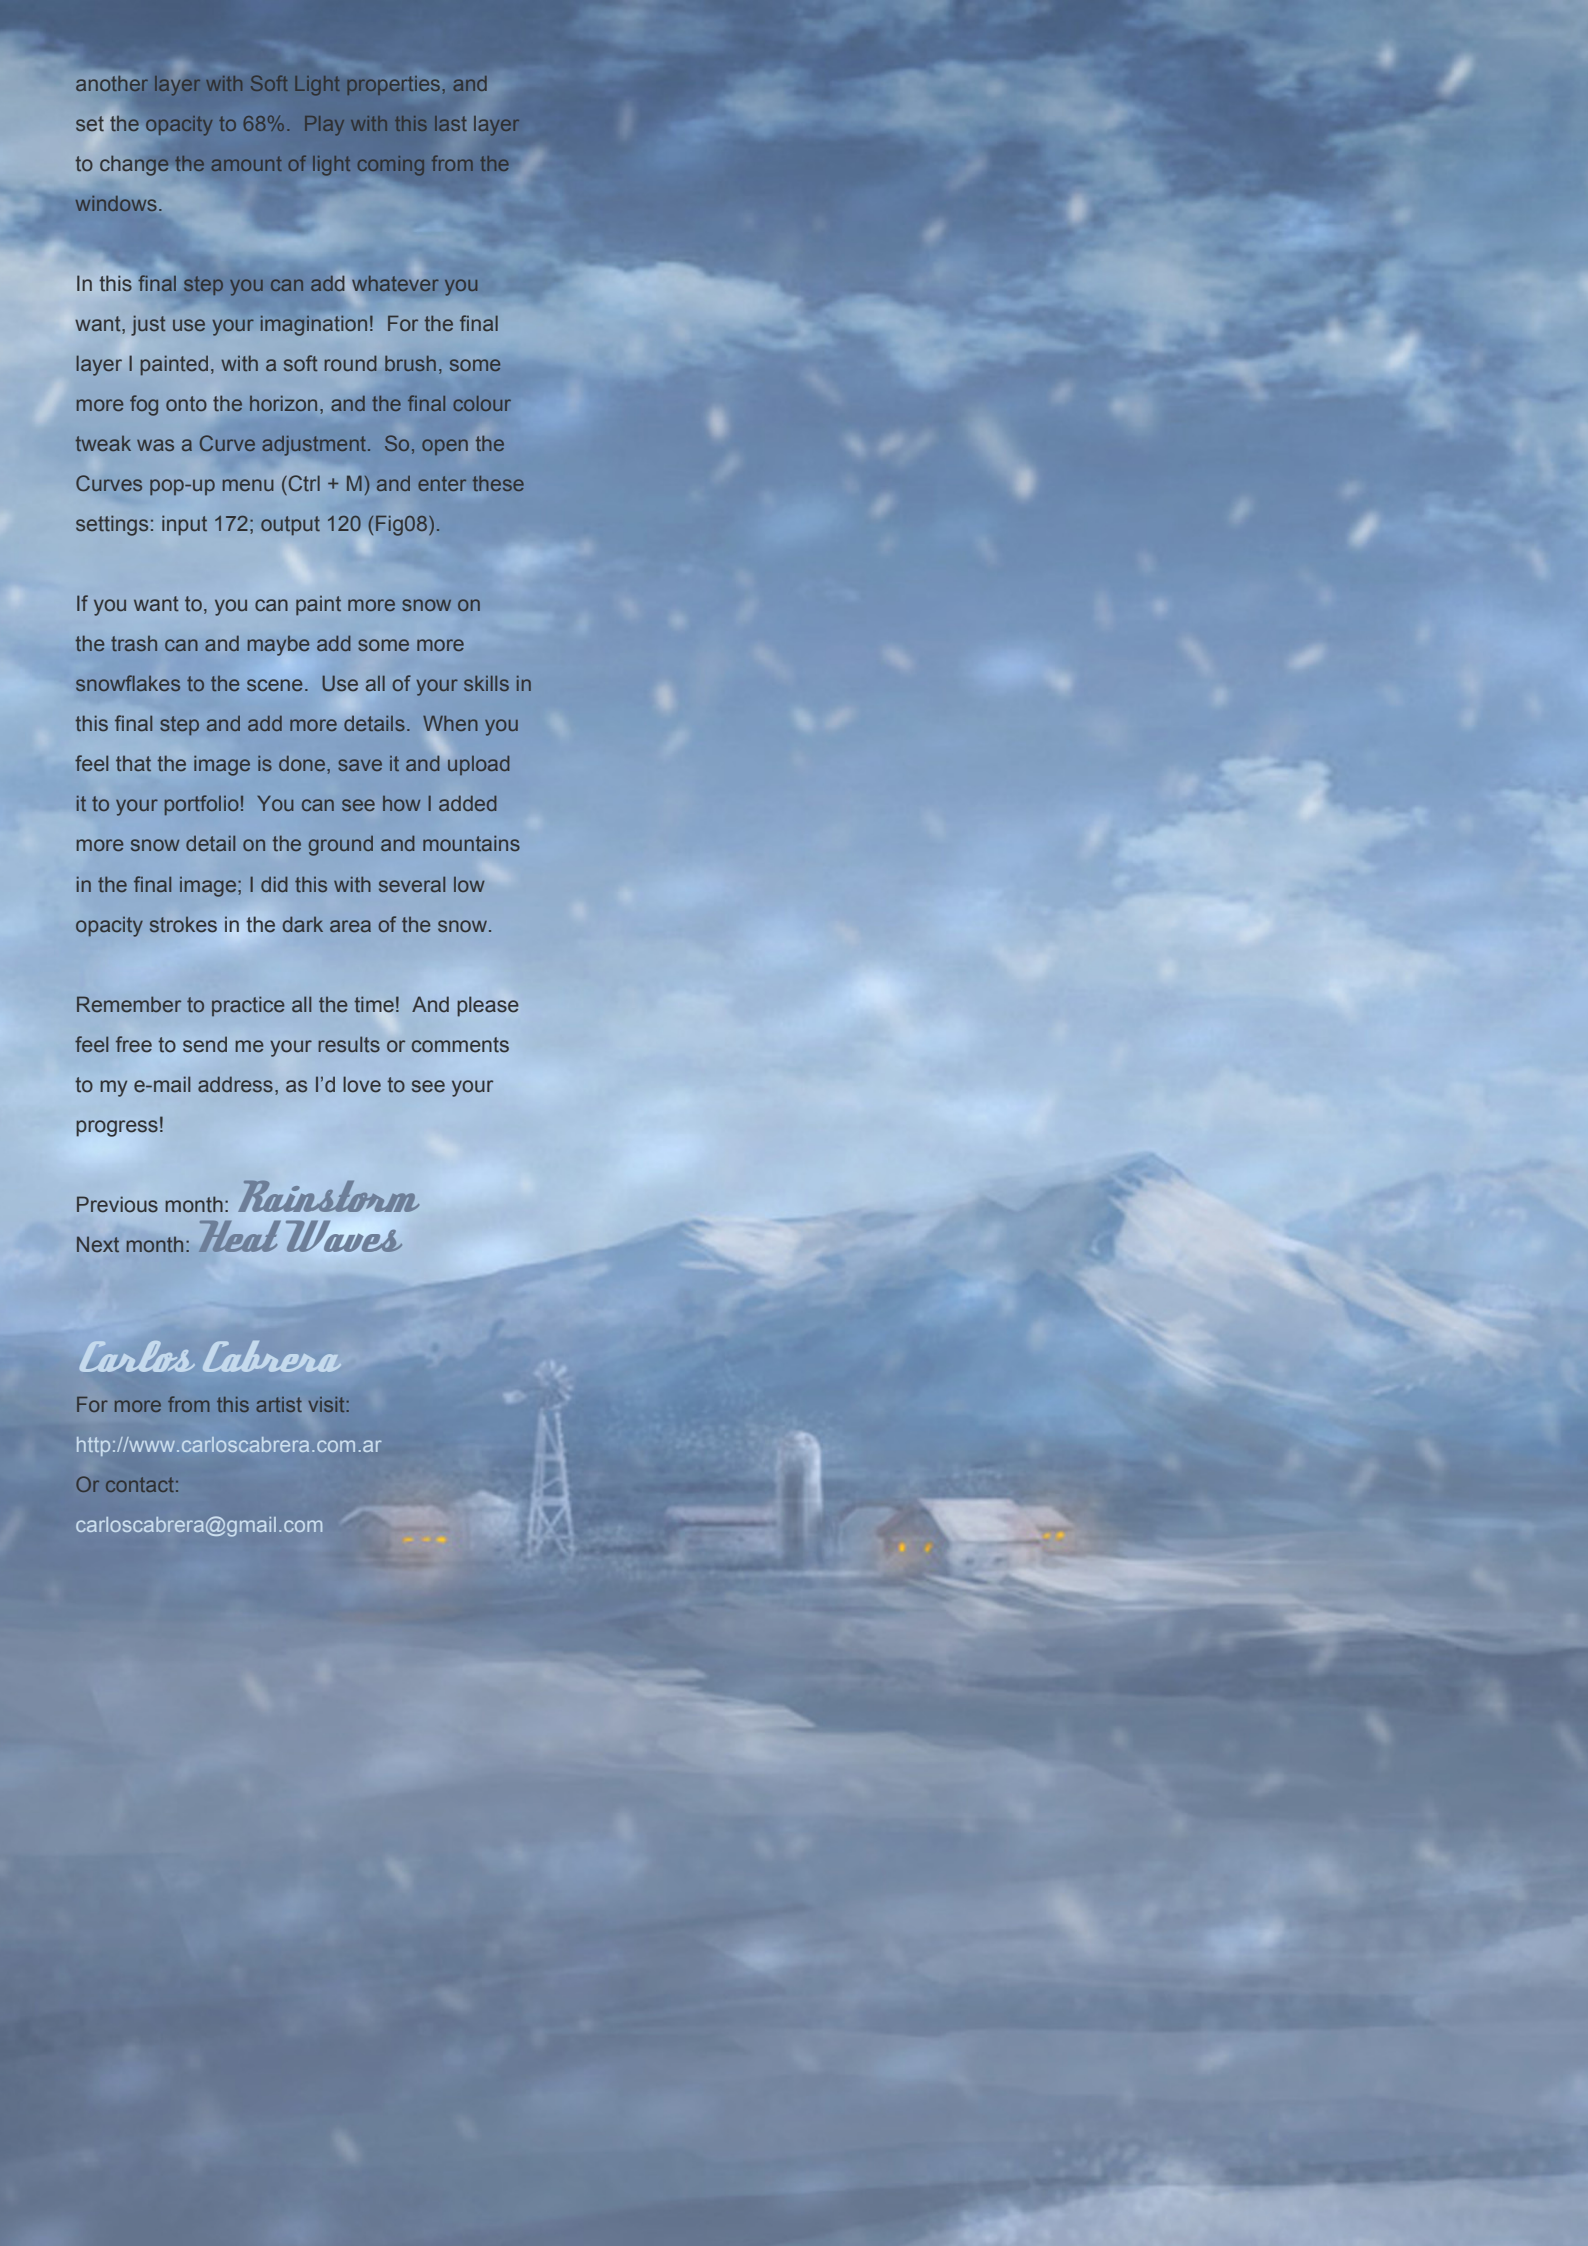 another layer with Soft Light properties, and
set the opacity to 68%.  Play with this last layer
to change the amount of light coming from the
windows.
In this final step you can add whatever you
want, just use your imagination!  For the final
layer I painted, with a soft round brush, some
more fog onto the horizon, and the final colour
tweak was a Curve adjustment.  So, open the
Curves pop-up menu (Ctrl + M) and enter these
settings: input 172; output 120 (Fig08).
If you want to, you can paint more snow on
the trash can and maybe add some more
snowflakes to the scene.  Use all of your skills in
this final step and add more details.  When you
feel that the image is done, save it and upload
it to your portfolio!  You can see how I added
more snow detail on the ground and mountains
in the final image; I did this with several low
opacity strokes in the dark area of the snow.
Remember to practice all the time!  And please
feel free to send me your results or comments
to my e-mail address, as I'd love to see your
progress!
Previous month: Rainstorm
Next month: Heat Waves
Carlos Cabrera
For more from this artist visit:
http://www.carloscabrera.com.ar
Or contact:
carloscabrera@gmail.com